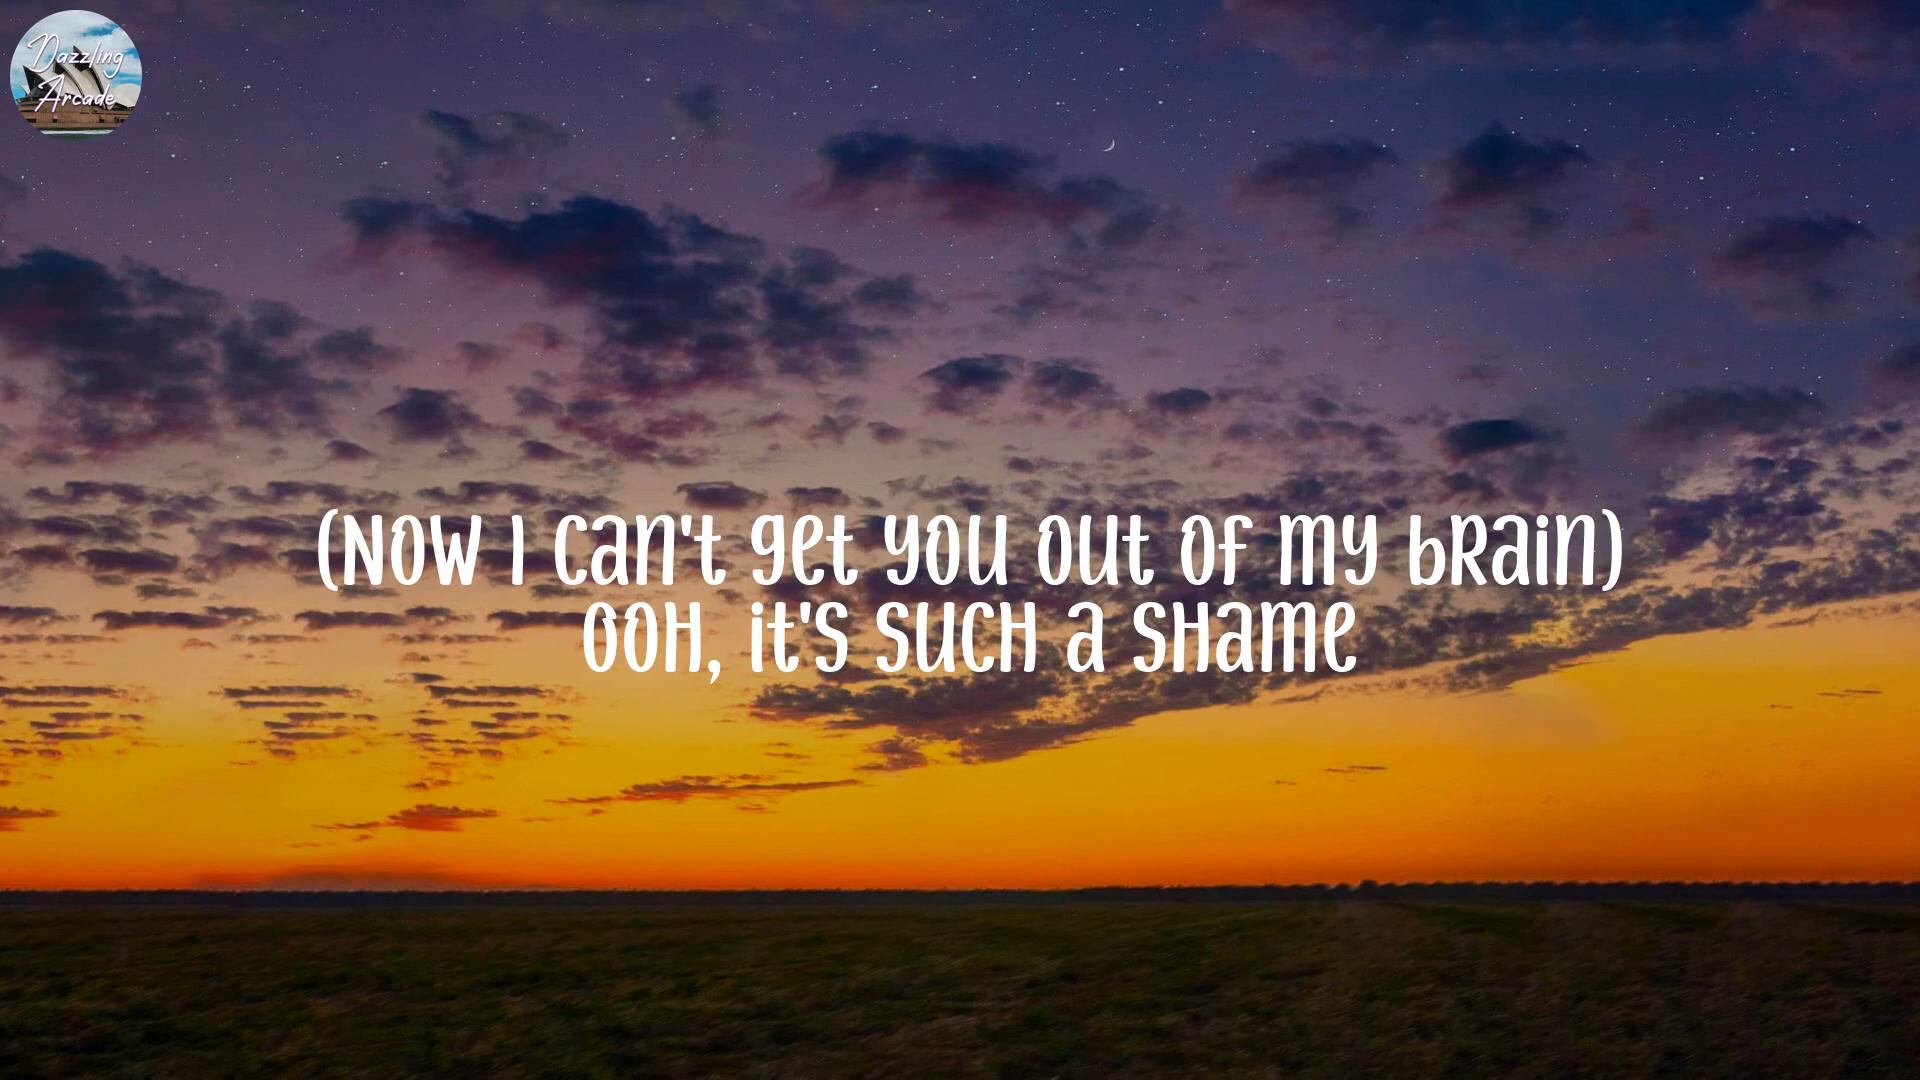 Dazzling
Arcade
(Now I can't get you out of my brain)
Ooh, it's such a shame